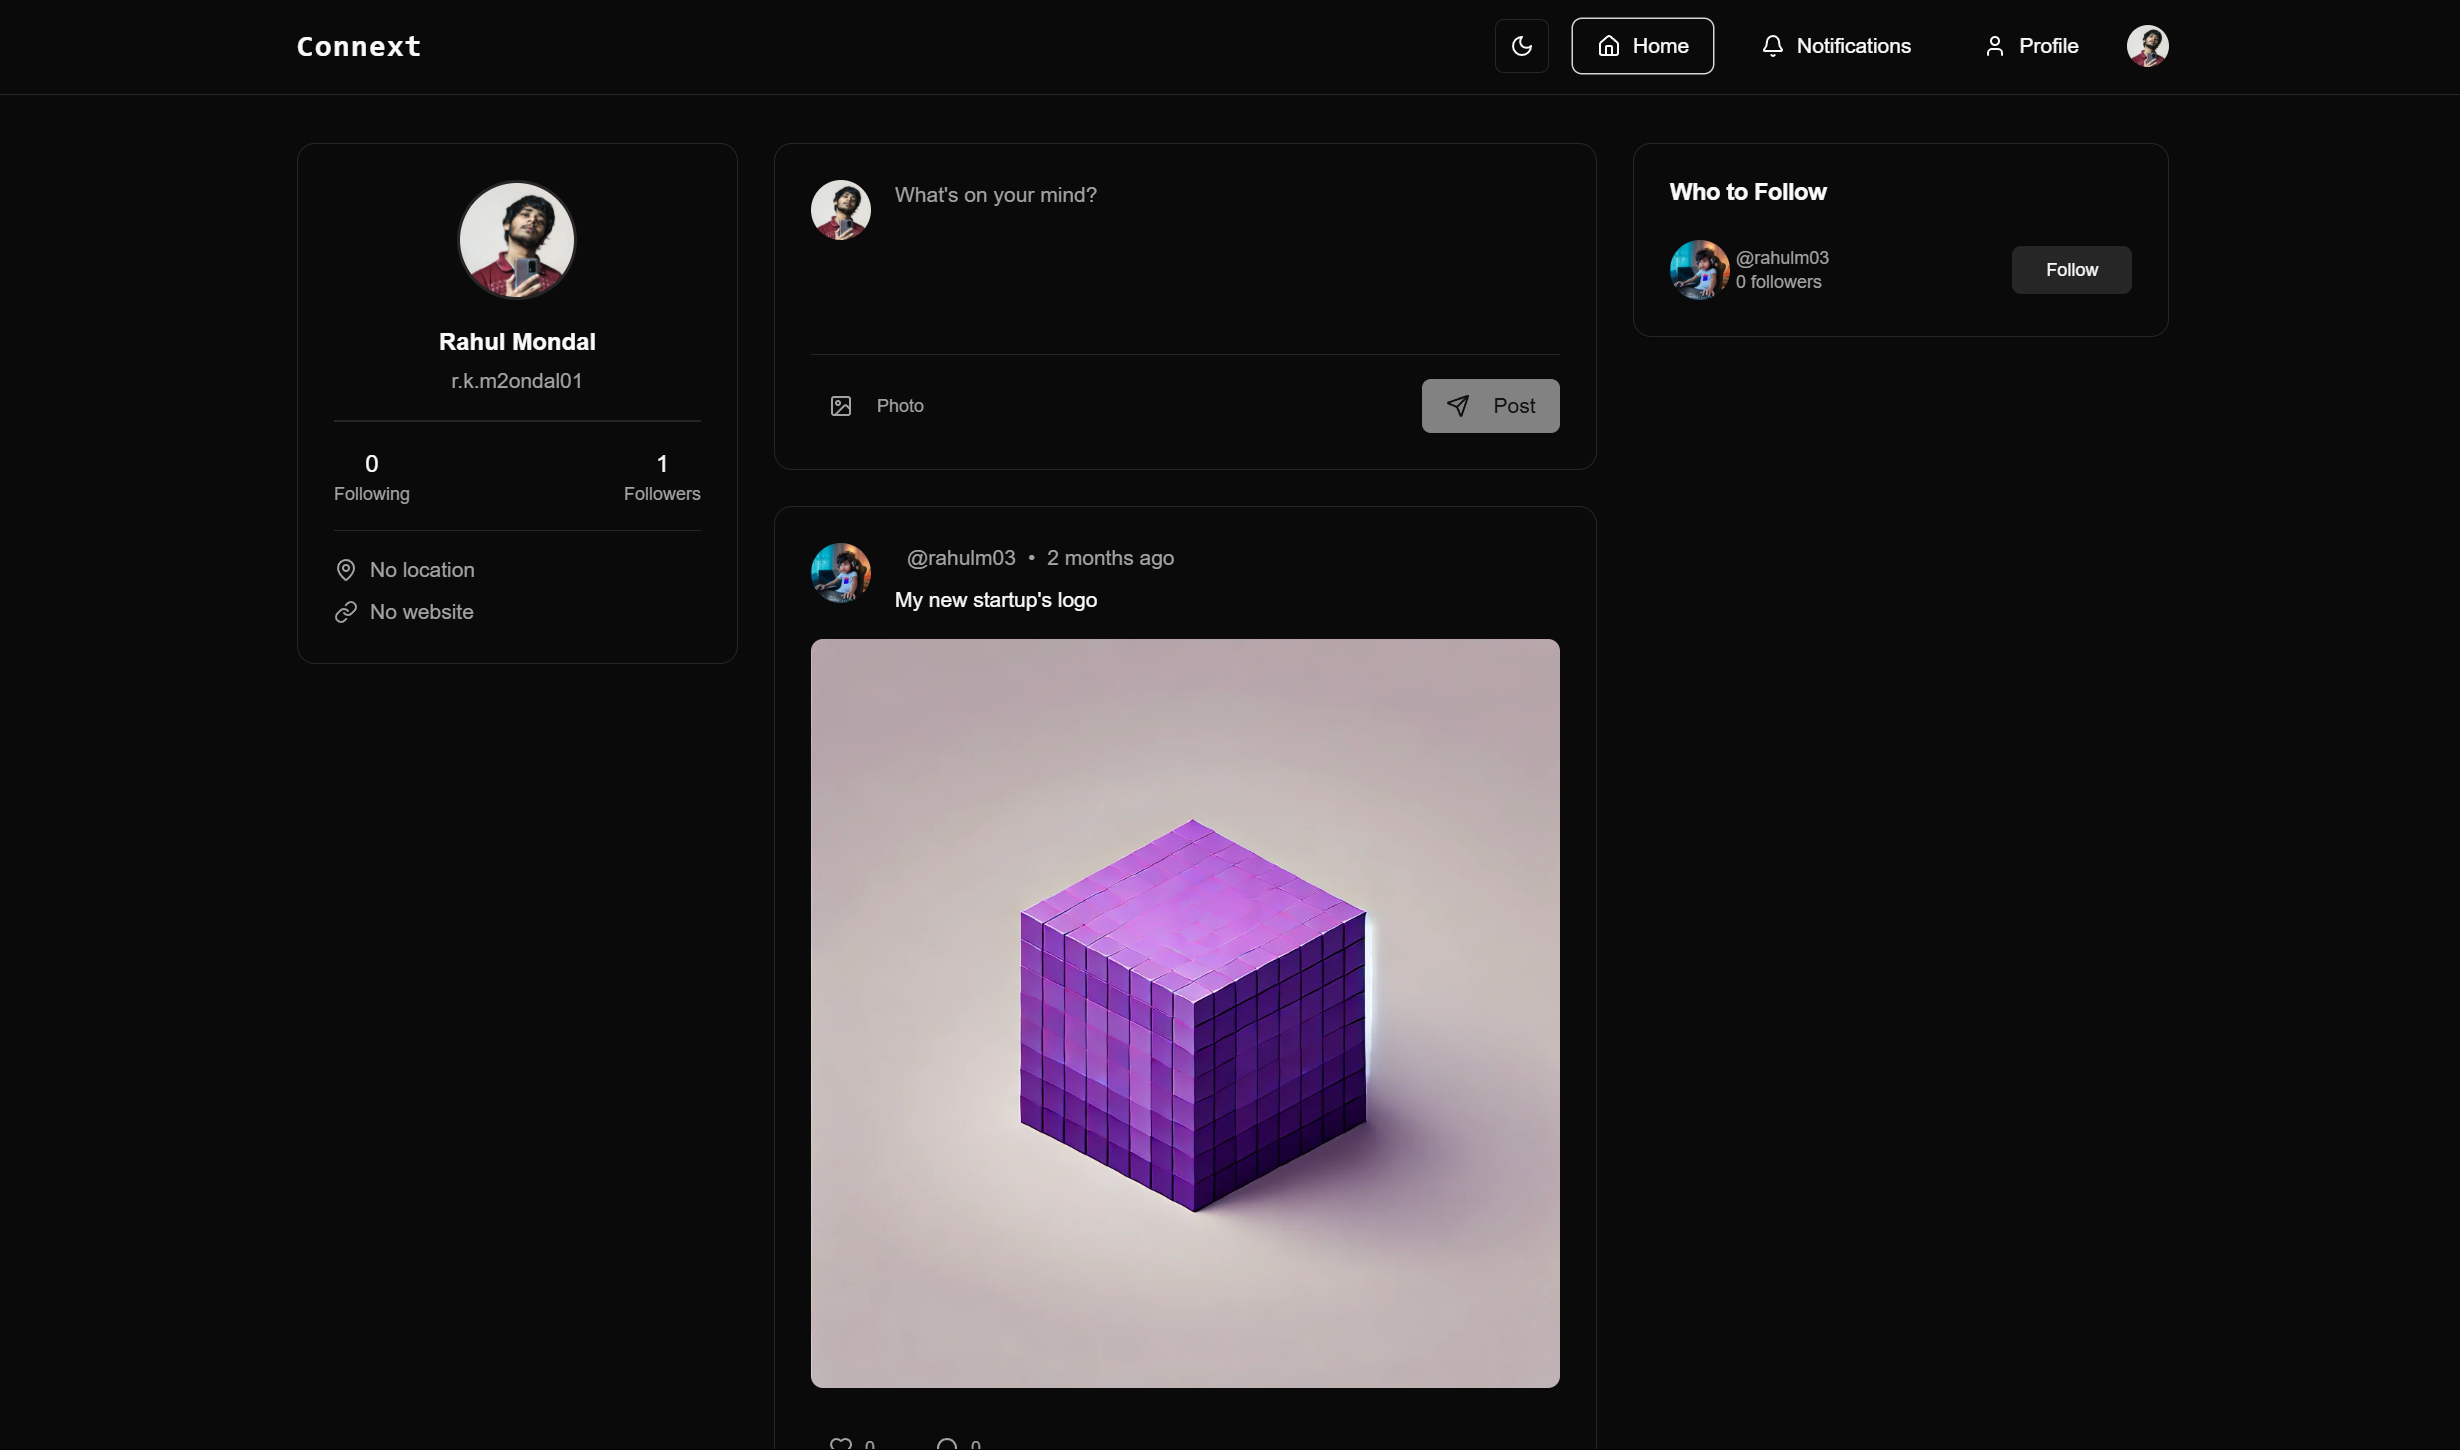 Connext
Home
Notifications
Profile
Rahul Mondal
r.k.m2ondal01
0
Following
1
Followers
No location
No website
What's on your mind?
Photo
Post
@rahulm03 • 2 months ago
My new startup's logo
0
0
Who to Follow
@rahulm03
0 followers
Follow